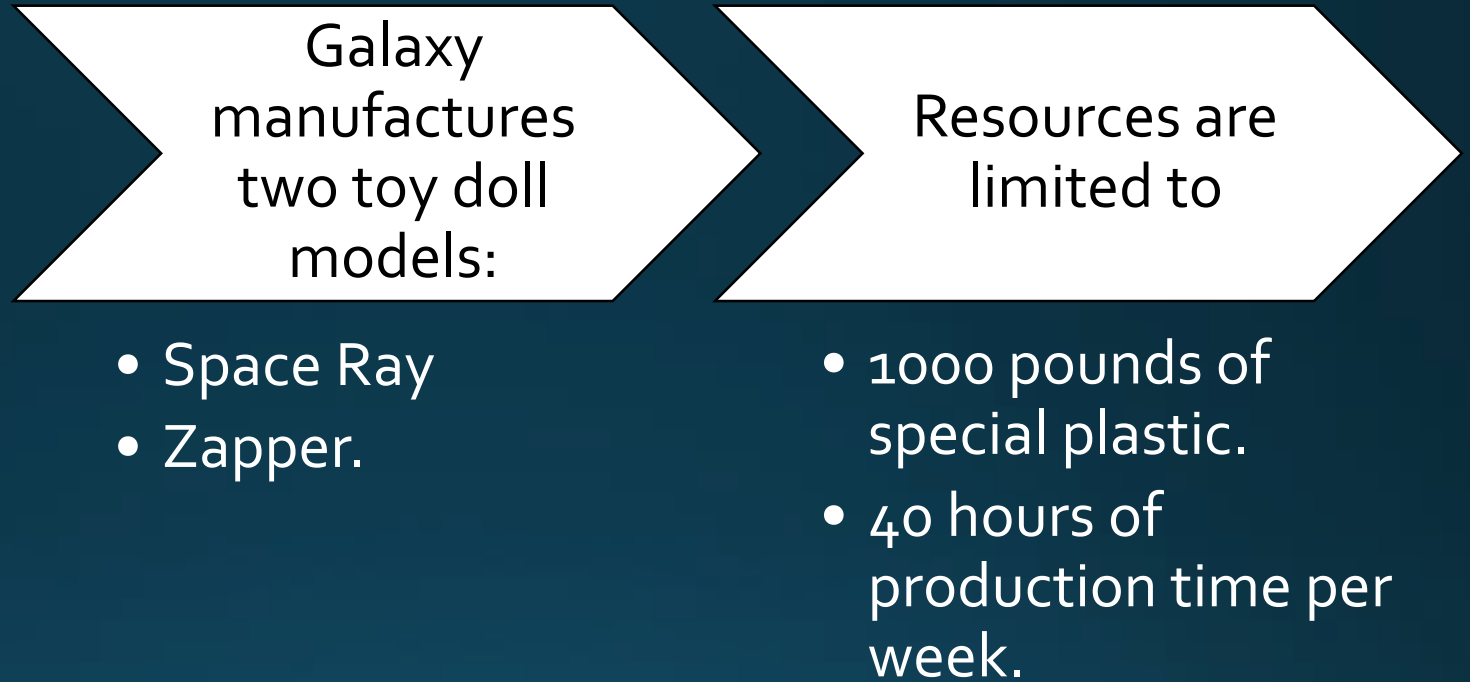 Galaxy
manufactures
two toy doll
models:
• Space Ray
• Zapper.
Resources are
limited to
• 1000 pounds of
special plastic.
• 40 hours of
production time per
week.